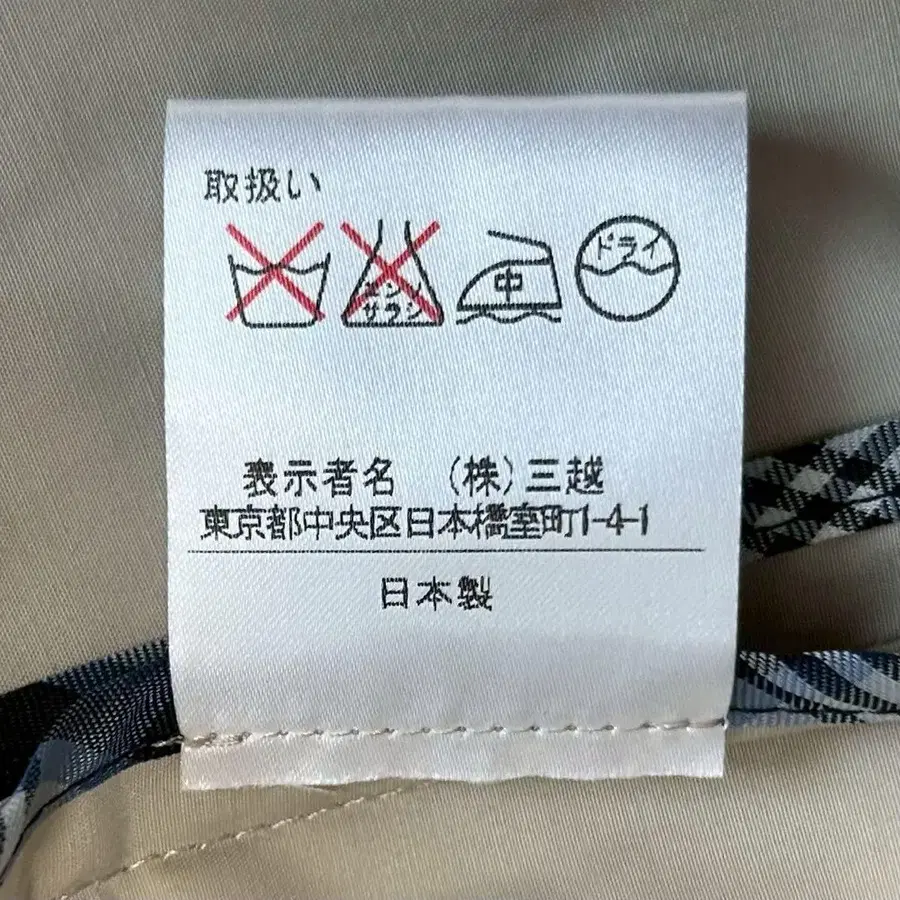 取扱い
エンソ
サラシ
中
ドライ
表示者名 (株)三越
東京都中央区日本橋室町1-4-1
日本製